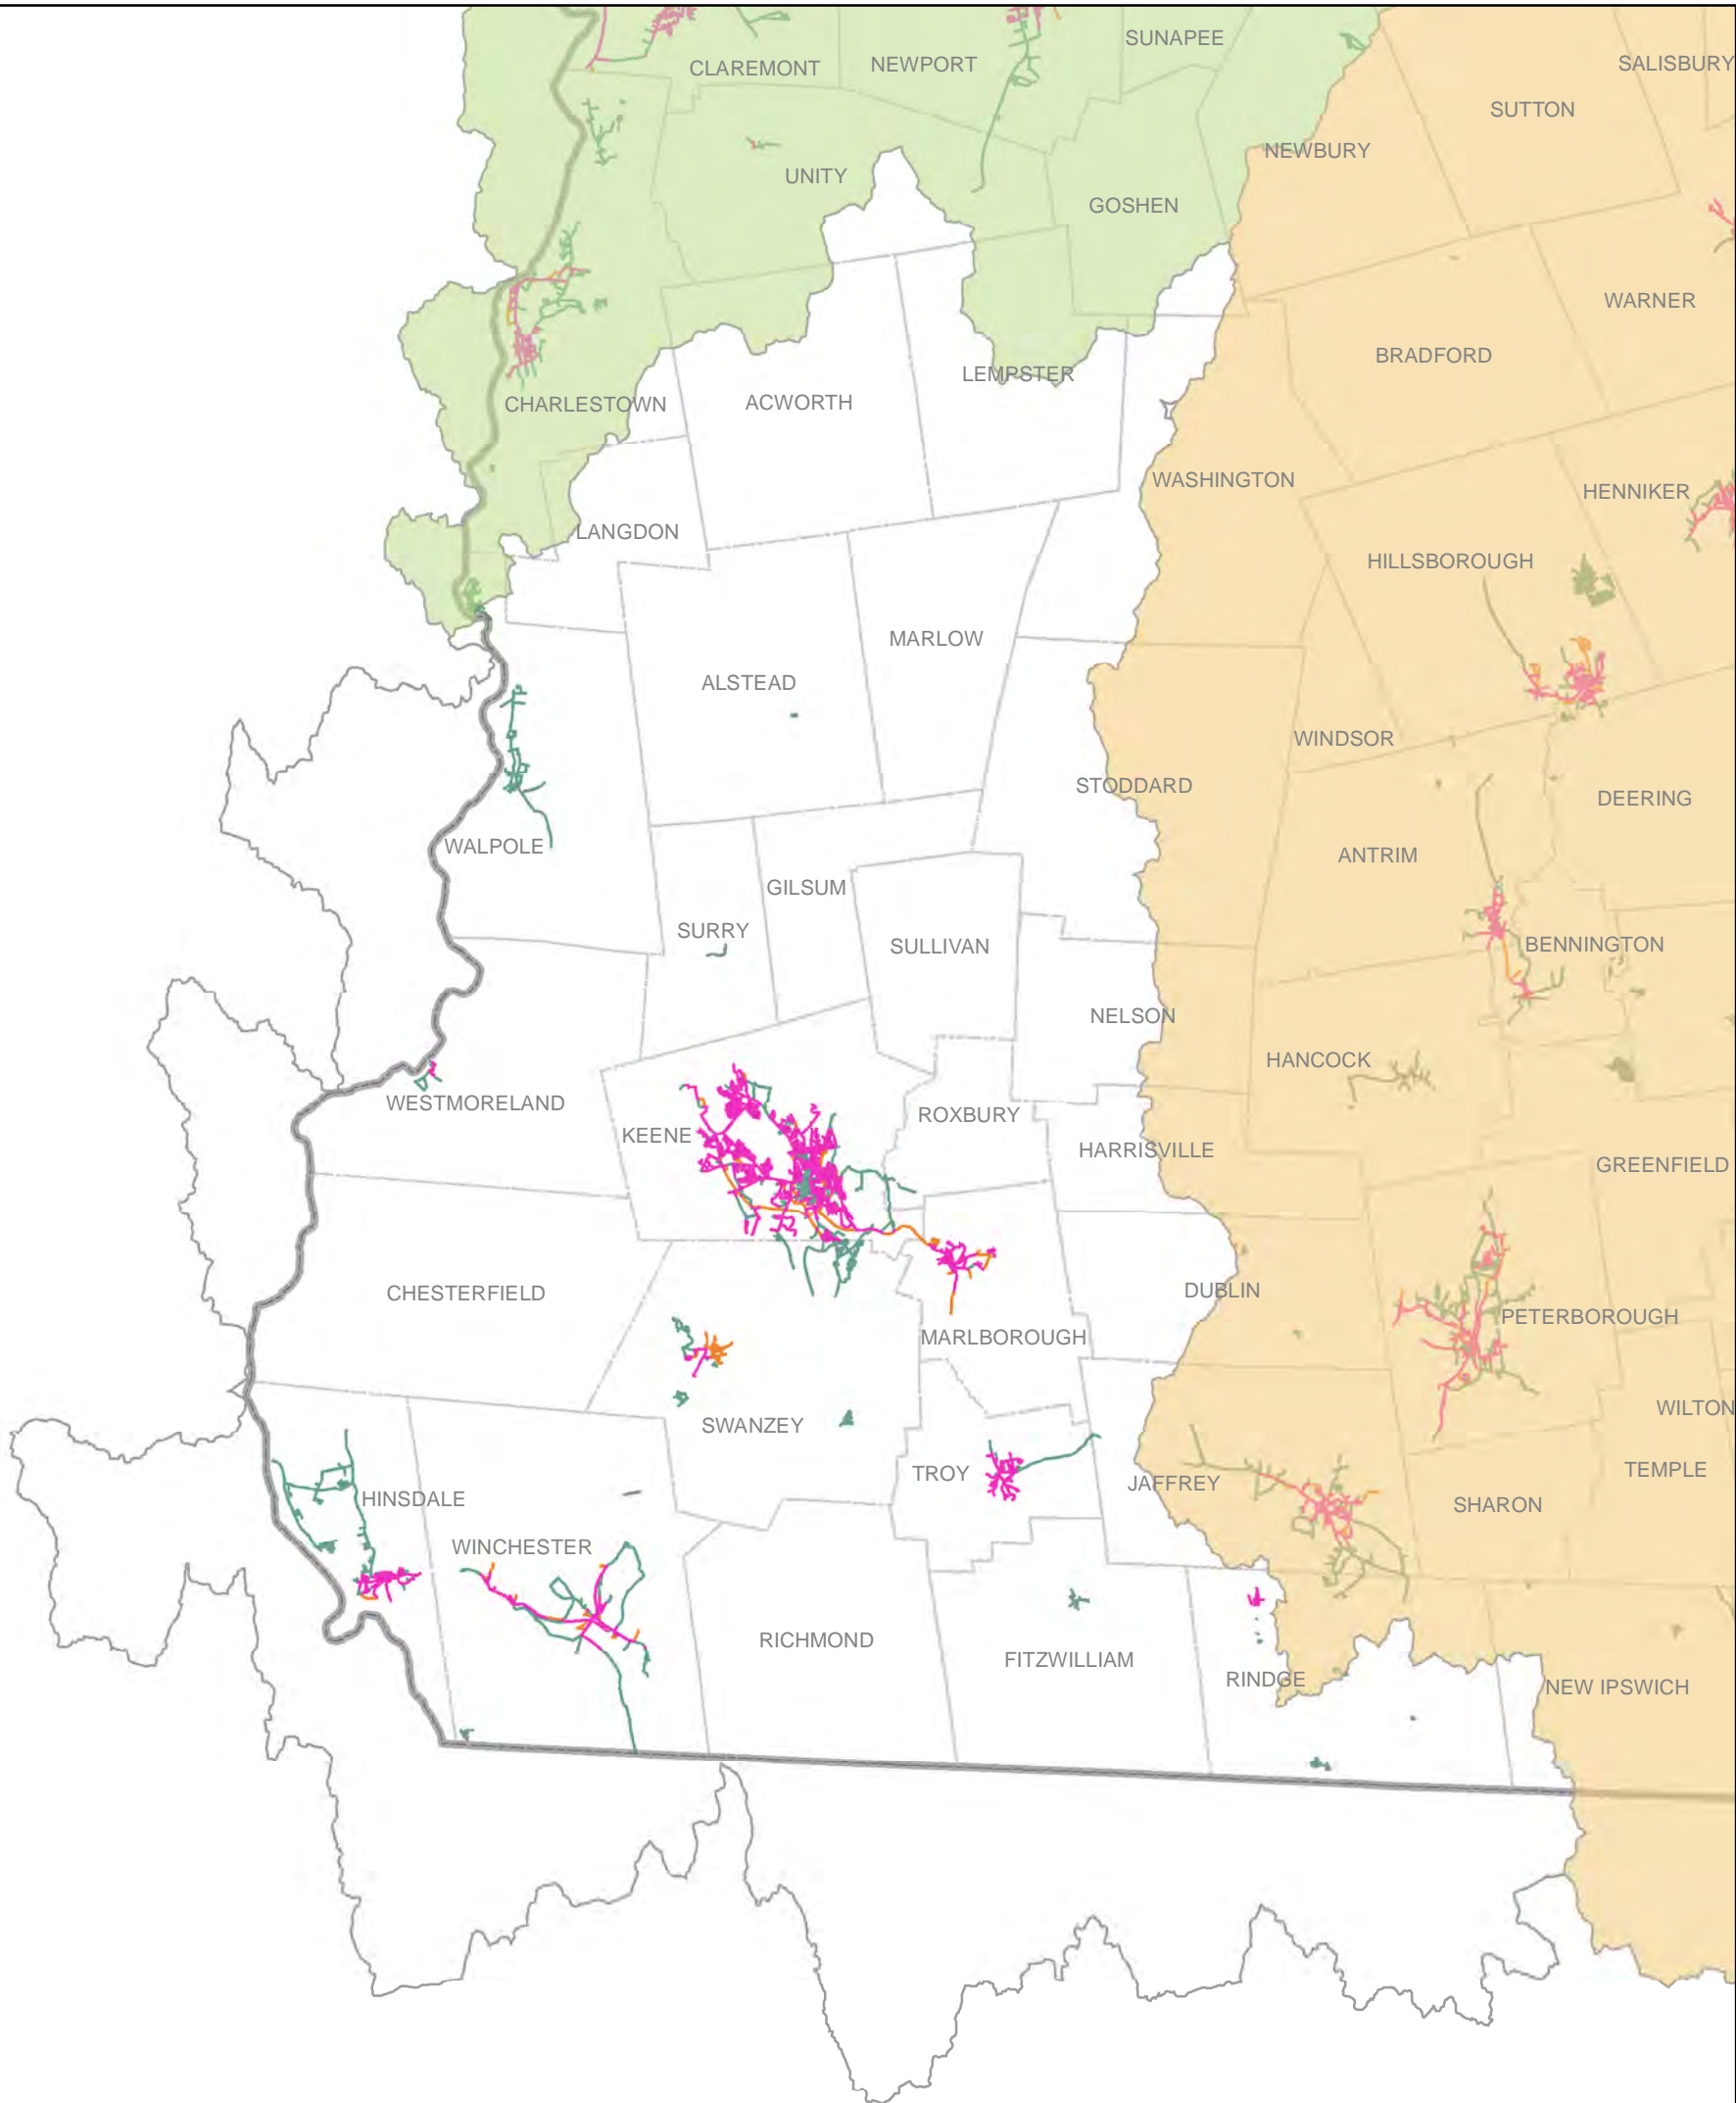 SUNAPEE
CLAREMONT
NEWPORT
SALISBURY
SUTTON
NEWBURY
UNITY
GOSHEN
WARNER
BRADFORD
LEMPSTER
CHARLESTOWN
ACWORTH
WASHINGTON
HENNIKER
LANGDON
HILLSBOROUGH
MARLOW
ALSTEAD
WINDSOR
STODDARD
DEERING
WALPOLE
ANTRIM
GILSUM
SURRY
SULLIVAN
BENNINGTON
NELSON
HANCOCK
WESTMORELAND
ROXBURY
KEENE
HARRISVILLE
GREENFIELD
CHESTERFIELD
DUBLIN
PETERBOROUGH
MARLBOROUGH
WILTON
SWANZEY
TEMPLE
TROY
JAFFREY
HINSDALE
SHARON
WINCHESTER
RICHMOND
FITZWILLIAM
RINDGE
NEW IPSWICH